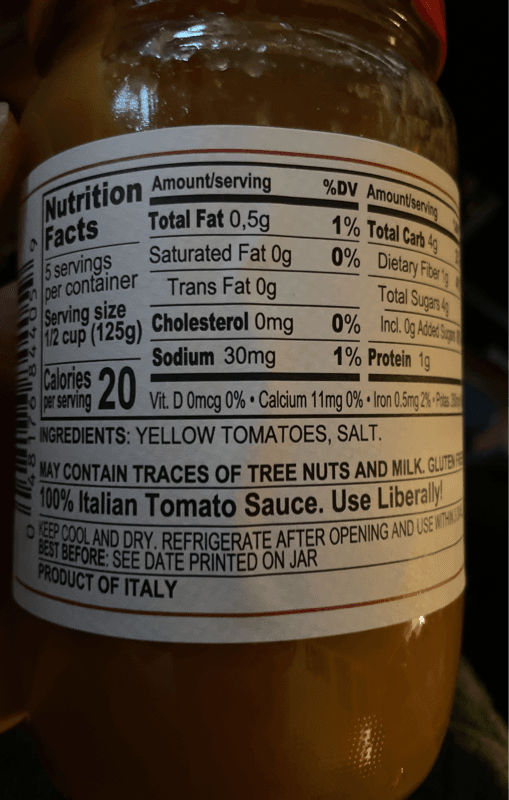 Nutrition Facts
5 servings per container
Serving size 1/2 cup (125g)
Calories per serving 20
Amount/serving %DV
Total Fat 0,5g 1%
Saturated Fat 0g 0%
Trans Fat 0g
Cholesterol 0mg 0%
Sodium 30mg 1%
Amount/serving
Total Carb 4g
Dietary Fiber 1g
Total Sugars 4g
Incl. 0g Added Sugars
Protein 1g
Vit. D 0mcg 0% • Calcium 11mg 0% • Iron 0.5mg 2% • Potas.
INGREDIENTS: YELLOW TOMATOES, SALT.
MAY CONTAIN TRACES OF TREE NUTS AND MILK. GLUTEN
100% Italian Tomato Sauce. Use Liberally!
KEEP COOL AND DRY. REFRIGERATE AFTER OPENING AND USE WITHIN
BEST BEFORE: SEE DATE PRINTED ON JAR
PRODUCT OF ITALY